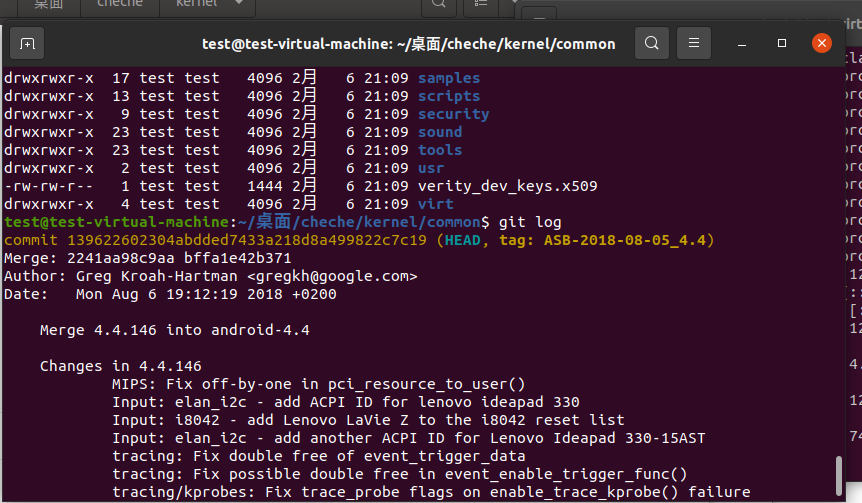 桌面 cheche kernel
test@test-virtual-machine: ~/桌面/cheche/kernel/common
drwxrwxr-x 17 test test 4096 2月 6 21:09 samples
drwxrwxr-x 13 test test 4096 2月 6 21:09 scripts
drwxrwxr-x 9 test test 4096 2月 6 21:09 security
drwxrwxr-x 23 test test 4096 2月 6 21:09 sound
drwxrwxr-x 23 test test 4096 2月 6 21:09 tools
drwxrwxr-x 2 test test 4096 2月 6 21:09 usr
-rw-rw-r-- 1 test test 1444 2月 6 21:09 verity_dev_keys.x509
drwxrwxr-x 4 test test 4096 2月 6 21:09 virt
test@test-virtual-machine:~/桌面/cheche/kernel/common$ git log
commit 139622602304abdded7433a218d8a499822c7c19 (HEAD, tag: ASB-2018-08-05_4.4)
Merge: 2241aa98c9aa bffa1e42b371
Author: Greg Kroah-Hartman <gregkh@google.com>
Date: Mon Aug 6 19:12:19 2018 +0200
Merge 4.4.146 into android-4.4
Changes in 4.4.146
MIPS: Fix off-by-one in pci_resource_to_user()
Input: elan_i2c - add ACPI ID for lenovo ideapad 330
Input: i8042 - add Lenovo LaVie Z to the i8042 reset list
Input: elan_i2c - add another ACPI ID for Lenovo Ideapad 330-15AST
tracing: Fix double free of event_trigger_data
tracing: Fix possible double free in event_enable_trigger_func()
tracing/kprobes: Fix trace_probe flags on enable_trace_kprobe() failure